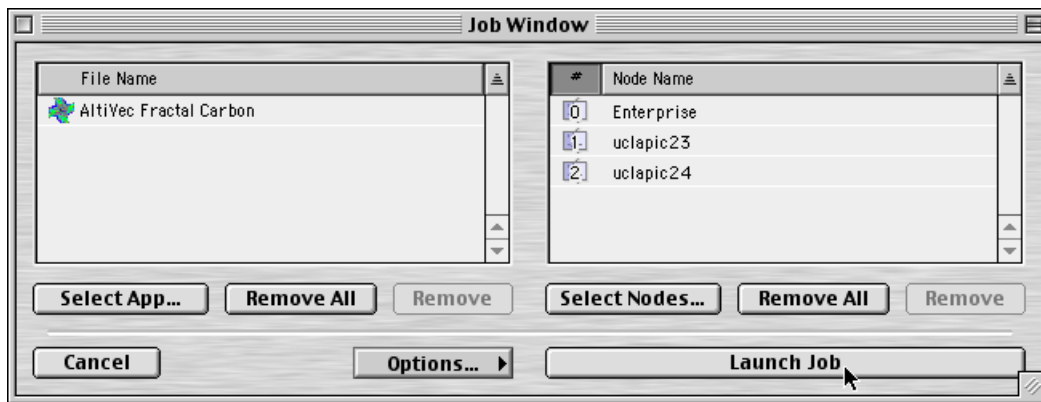 Job Window
File Name
AltiVec Fractal Carbon
# Node Name
0 Enterprise
1 uclapic23
2 uclapic24
Select App... Remove All Remove
Select Nodes... Remove All Remove
Cancel Options... Launch Job